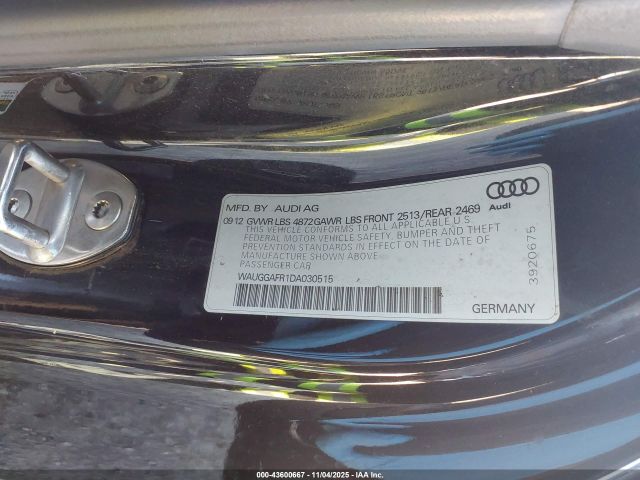 MFD. BY AUDI AG
09.12 GVWR LBS 4872 GAWR LBS FRONT 2513/REAR 2469
THIS VEHICLE CONFORMS TO ALL APPLICABLE U.S.
FEDERAL MOTOR VEHICLE SAFETY, BUMPER AND THEFT
PREVENTION STANDARDS IN EFFECT ON THE DATE OF
MANUFACTURE SHOWN ABOVE.
PASSENGER CAR
WAUGGAFR1DA030515
Audi
3920675
GERMANY
000-43600667 - 11/04/2025 - IAA Inc.